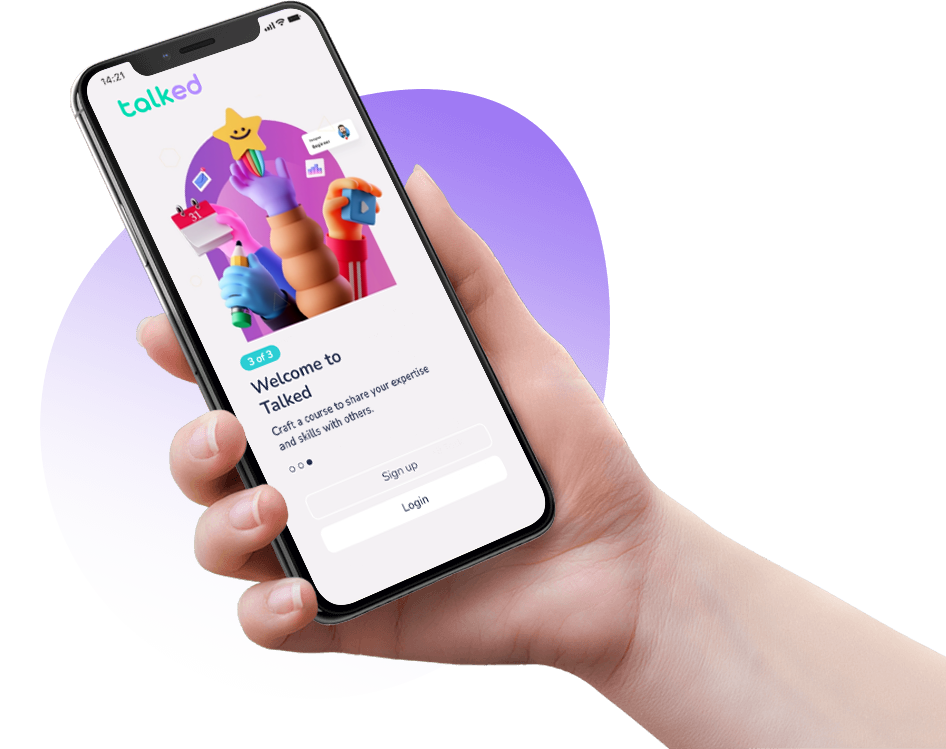 14:21
talked
Beginner
31
3 of 3
Welcome to
Talked
Craft a course to share your expertise
and skills with others.
Sign up
Login